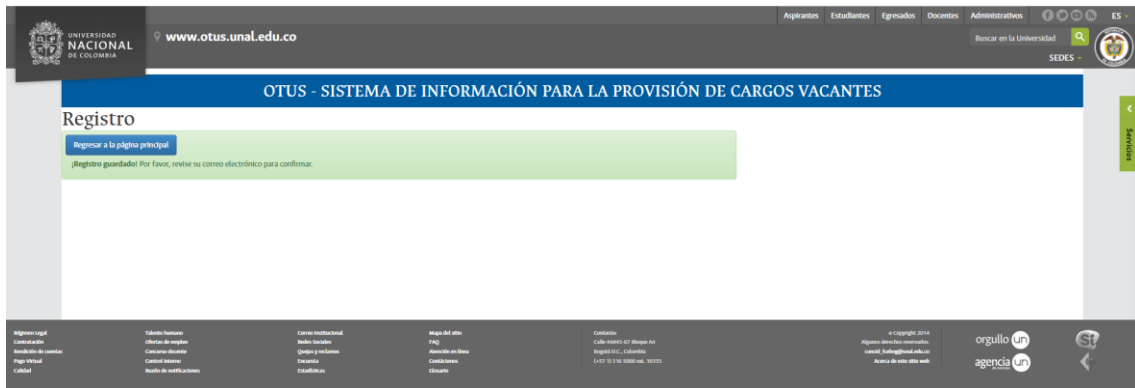 Aspirantes Estudiantes Egresados Docentes Administrativos ES
UNIVERSIDAD
NACIONAL
DE COLOMBIA
www.otus.unal.edu.co
Buscar en la Universidad
SEDES
OTUS - SISTEMA DE INFORMACIÓN PARA LA PROVISIÓN DE CARGOS VACANTES
Registro
Regresar a la página principal
¡Registro guardado! Por favor, revise su correo electrónico para confirmar.
Servicios
Régimen Legal
Contratación
Rendición de cuentas
Pago Virtual
Calidad
Talento humano
Ofertas de empleo
Concurso docente
Control interno
Buzón de notificaciones
Correo institucional
Redes Sociales
Quejas y reclamos
Encuesta
Estadísticas
Mapa del sitio
FAQ
Atención en línea
Contáctenos
Glosario
Contacto:
Bogotá D.C., Colombia
© Copyright 2014
Algunos derechos reservados.
Acerca de este sitio web
orgullo un
agencia un